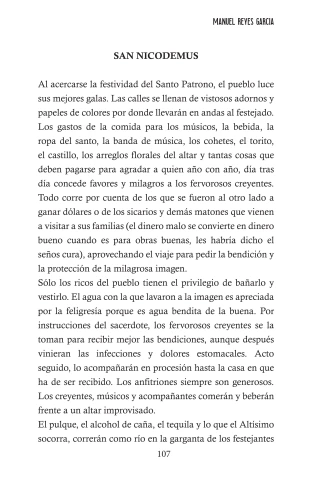 MANUEL REYES GARCIA
SAN NICODEMUS
Al acercarse la festividad del Santo Patrono, el pueblo luce
sus mejores galas. Las calles se llenan de vistosos adornos y
papeles de colores por donde llevarán en andas al festejado.
Los gastos de la comida para los músicos, la bebida, la
ropa del santo, la banda de música, los cohetes, el torito,
el castillo, los arreglos florales del altar y tantas cosas que
deben pagarse para agradar a quien año con año, día tras
día concede favores y milagros a los fervorosos creyentes.
Todo corre por cuenta de los que se fueron al otro lado a
ganar dólares o de los sicarios y demás matones que vienen
a visitar a sus familias (el dinero malo se convierte en dinero
bueno cuando es para obras buenas, les habría dicho el
seños cura), aprovechando el viaje para pedir la bendición y
la protección de la milagrosa imagen.
Sólo los ricos del pueblo tienen el privilegio de bañarlo y
vestirlo. El agua con la que lavaron a la imagen es apreciada
por la feligresía porque es agua bendita de la buena. Por
instrucciones del sacerdote, los fervorosos creyentes se la
toman para recibir mejor las bendiciones, aunque después
vinieran las infecciones y dolores estomacales. Acto
seguido, lo acompañarán en procesión hasta la casa en que
ha de ser recibido. Los anfitriones siempre son generosos.
Los creyentes, músicos y acompañantes comerán y beberán
frente a un altar improvisado.
El pulque, el alcohol de caña, el tequila y lo que el Altísimo
socorra, correrán como río en la garganta de los festejantes
107